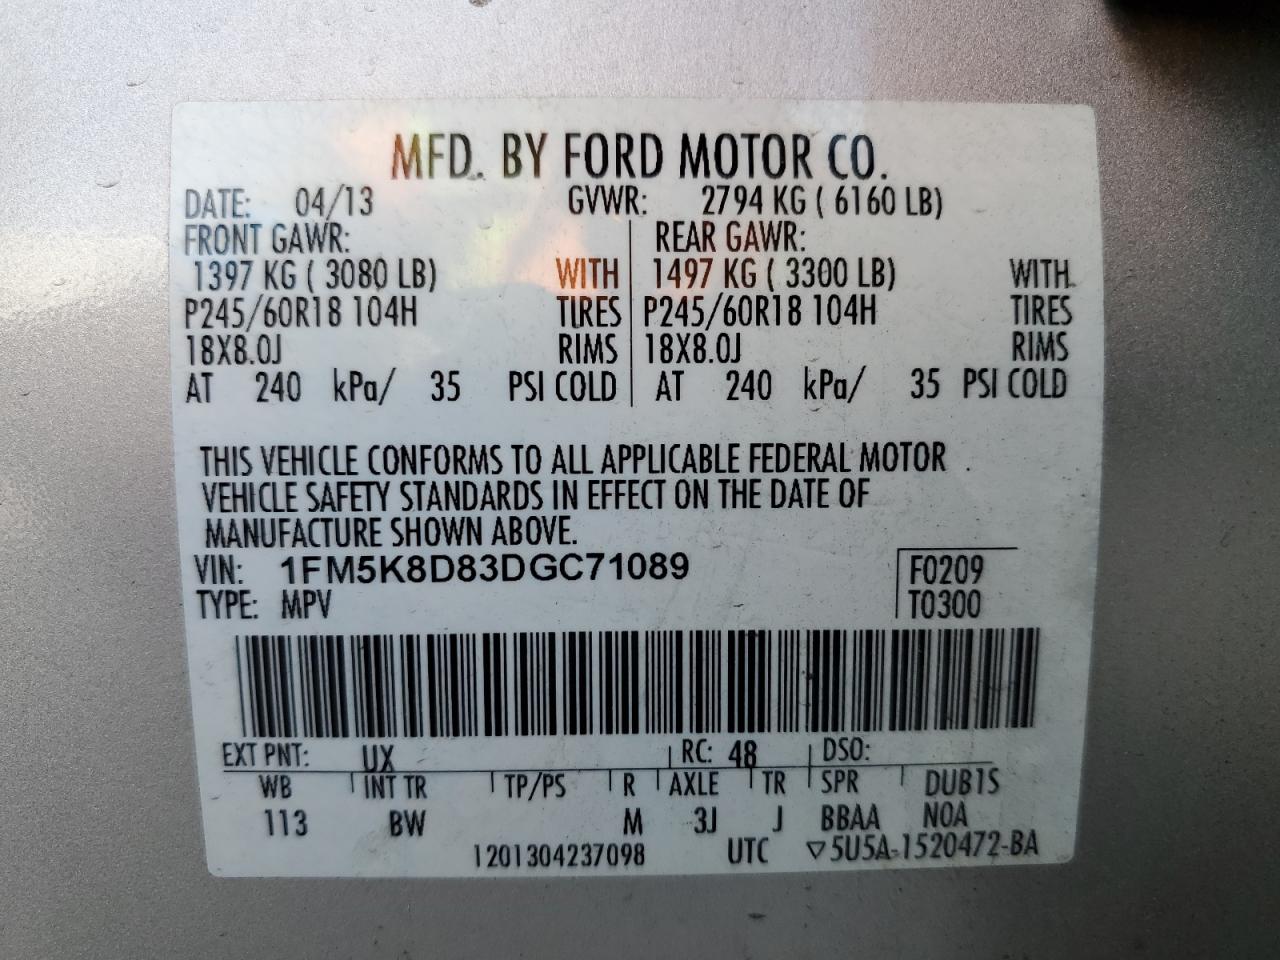 MFD. BY FORD MOTOR CO.
DATE: 04/13 GVWR: 2794 KG ( 6160 LB)
FRONT GAWR: REAR GAWR:
1397 KG ( 3080 LB) WITH 1497 KG ( 3300 LB) WITH
P245/60R18 104H TIRES P245/60R18 104H TIRES
18X8.0J RIMS 18X8.0J RIMS
AT 240 kPa/ 35 PSI COLD AT 240 kPa/ 35 PSI COLD
THIS VEHICLE CONFORMS TO ALL APPLICABLE FEDERAL MOTOR
VEHICLE SAFETY STANDARDS IN EFFECT ON THE DATE OF
MANUFACTURE SHOWN ABOVE.
VIN: 1FM5K8D83DGC71089 F0209
TYPE: MPV T0300
EXT PNT: UX RC: 48 DSO:
WB INT TR TP/PS R AXLE TR SPR DUB1S
113 BW M 3J J BBAA NOA
1201304237098 UTC ▽5U5A-1520472-BA